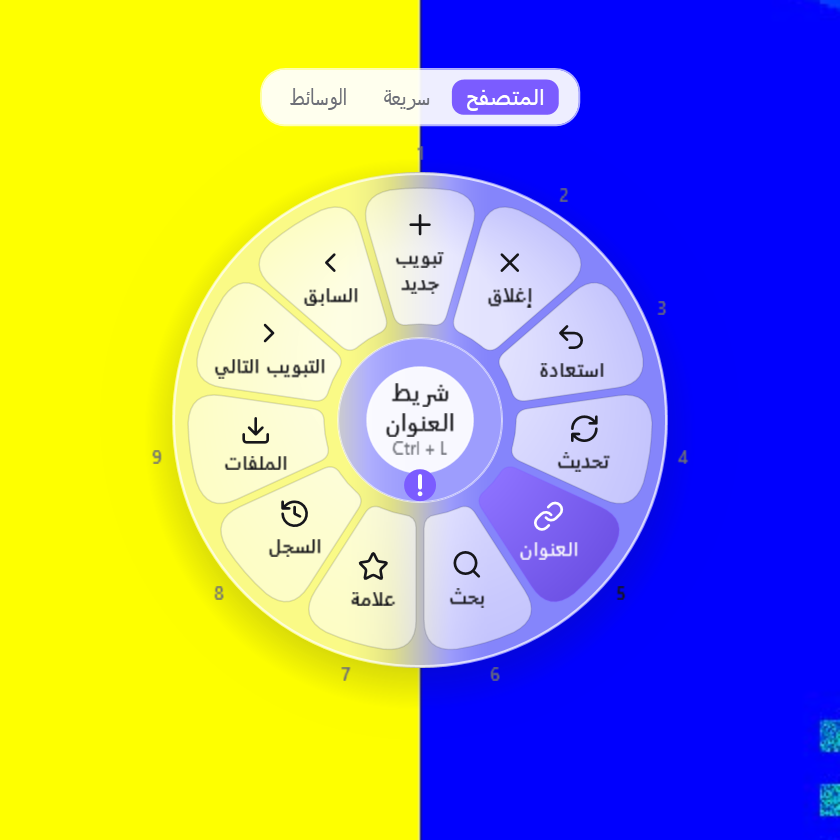 المتصفح سريعة الوسائط
1
تبويب
جديد
2
إغلاق
3
استعادة
4
تحديث
5
العنوان
6
بحث
7
علامة
8
السجل
9
الملفات
التبويب التالي
السابق
شريط
العنوان
Ctrl + L
!